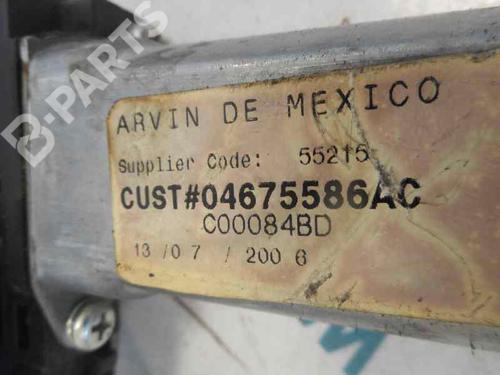 B-PARTS
ARVIN DE MEXICO
Supplier Code: 55215
CUST#04675586AC
C00084BD
13/07/2006